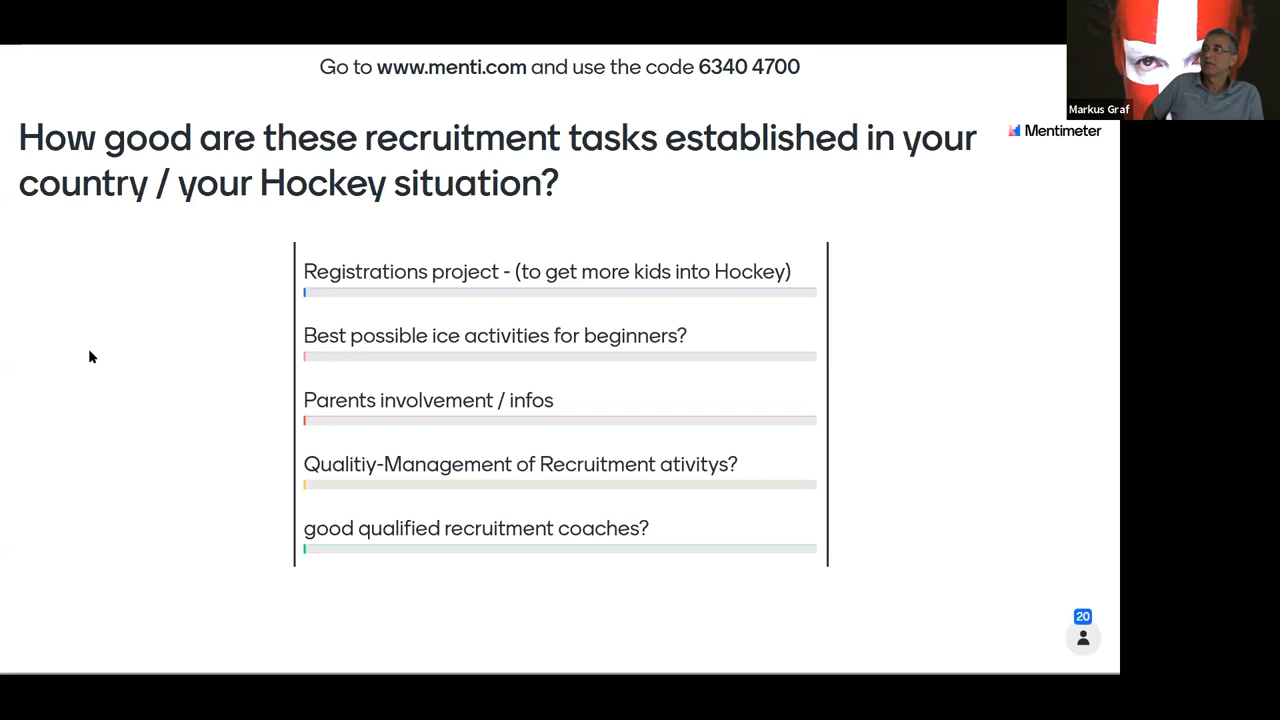 Go to www.menti.com and use the code 6340 4700
Markus Graf
How good are these recruitment tasks established in your
country / your Hockey situation?
Mentimeter
Registrations project - (to get more kids into Hockey)
Best possible ice activities for beginners?
Parents involvement / infos
Qualitiy-Management of Recruitment ativitys?
good qualified recruitment coaches?
20